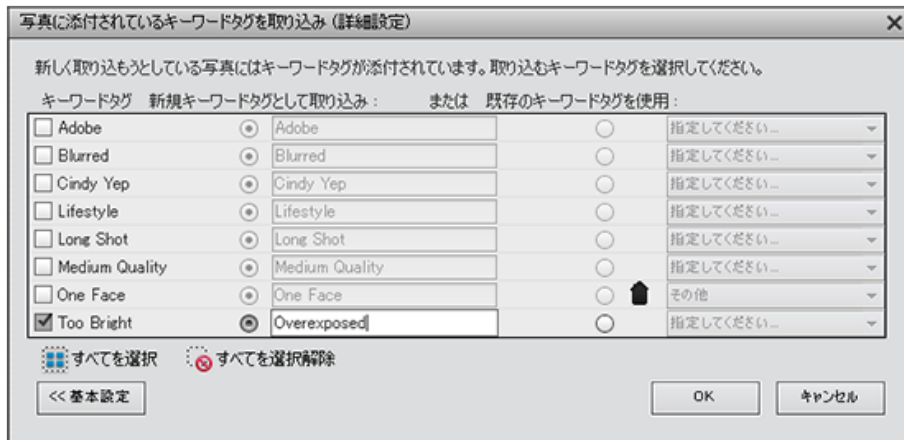 写真に添付されているキーワードタグを取り込み（詳細設定）
新しく取り込もうとしている写真にはキーワードタグが添付されています。取り込むキーワードタグを選択してください。
キーワードタグ 新規キーワードタグとして取り込み： または 既存のキーワードタグを使用：
Adobe Adobe 指定してください...
Blurred Blurred 指定してください...
Cindy Yep Cindy Yep 指定してください...
Lifestyle Lifestyle 指定してください...
Long Shot Long Shot 指定してください...
Medium Quality Medium Quality 指定してください...
One Face One Face その他
Too Bright Overexposed 指定してください...
すべてを選択 すべてを選択解除
<< 基本設定 OK キャンセル